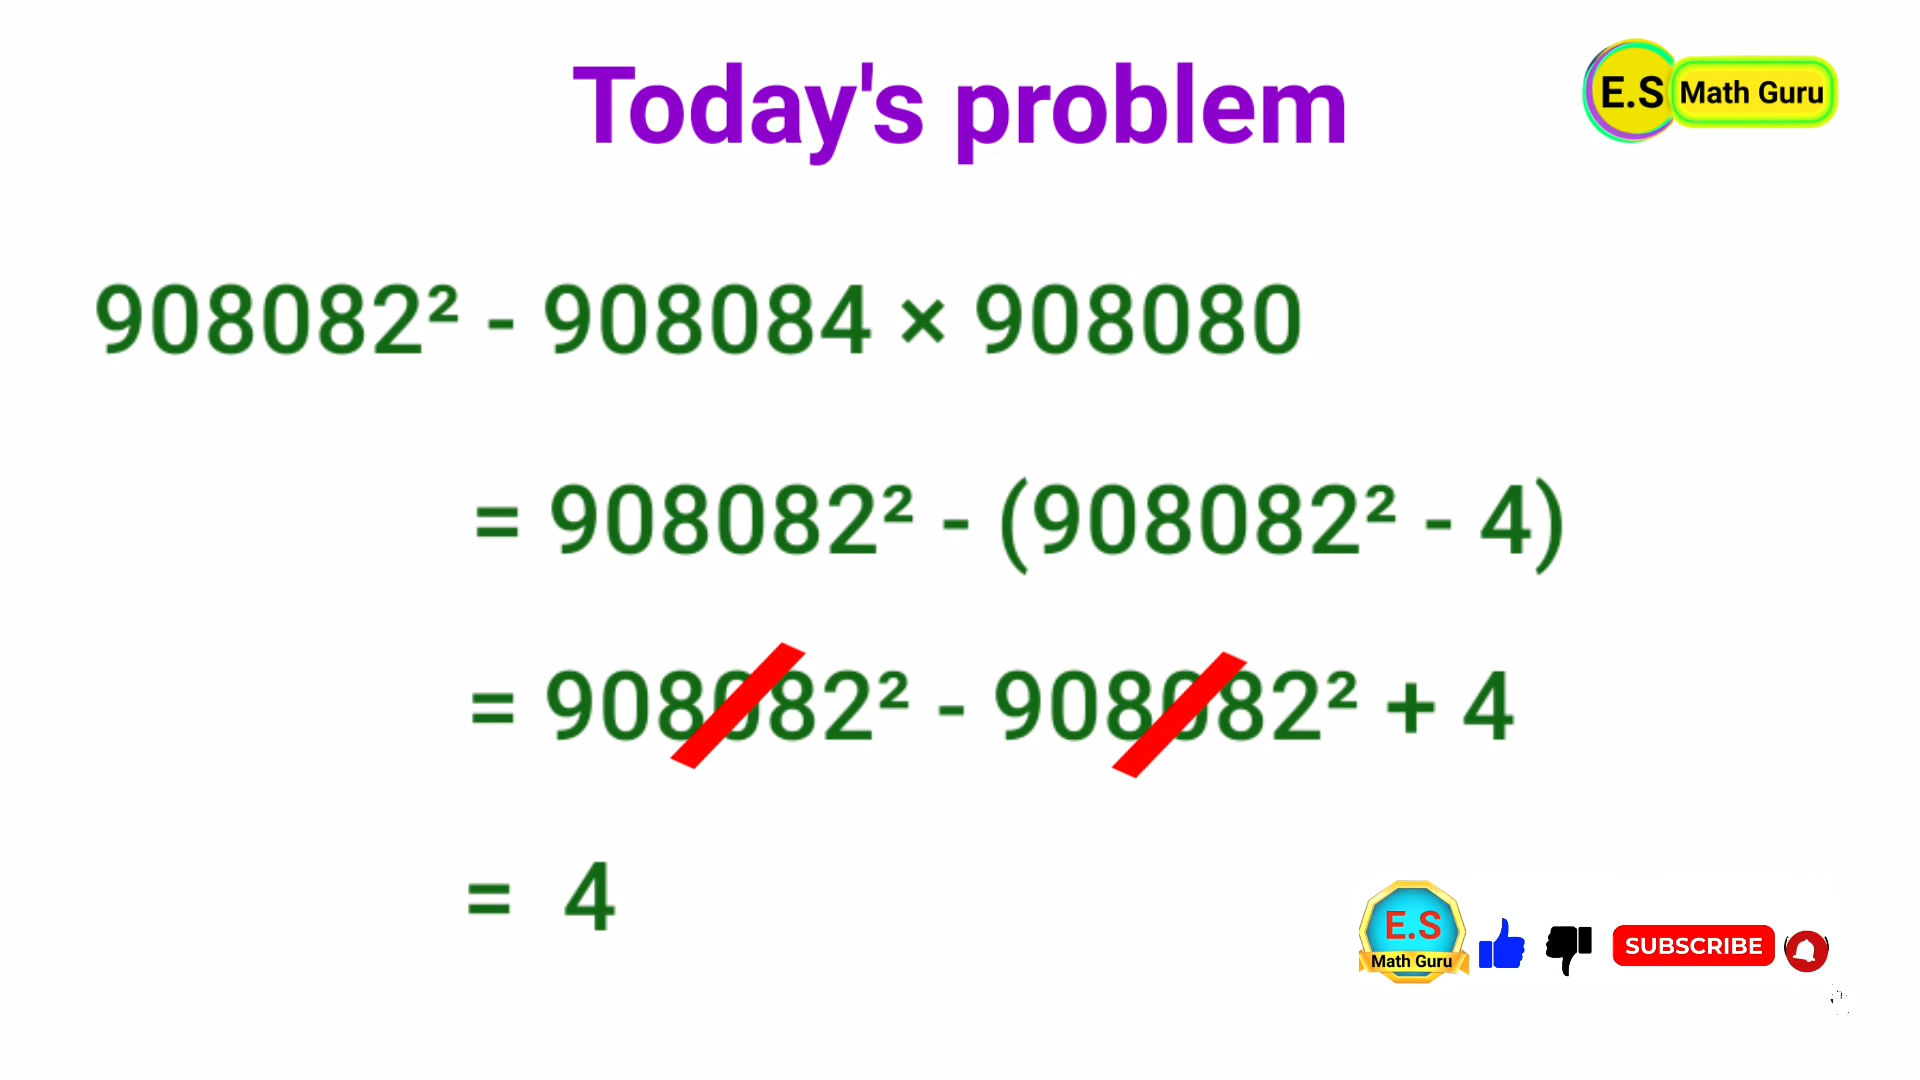 Today's problem
E.S Math Guru
908082² - 908084 × 908080
= 908082² - (908082² - 4)
= 908082² - 908082² + 4
= 4
E.S
Math Guru
SUBSCRIBE